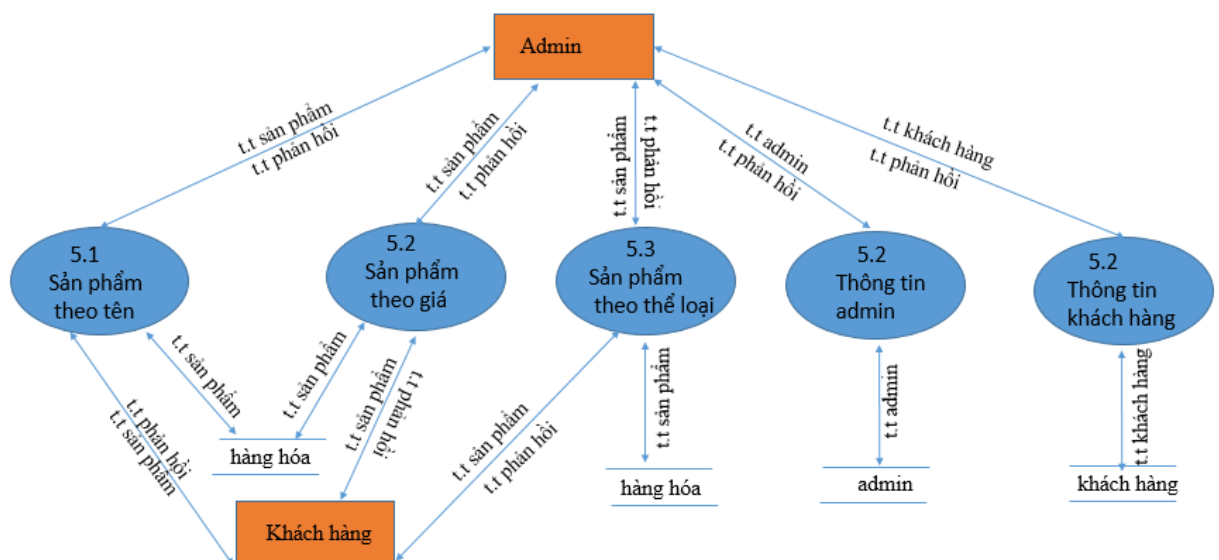 Admin
t.t sản phẩm
t.t phản hồi
t.t sản phẩm
t.t phản hồi
t.t sản phẩm
t.t phản hồi
t.t admin
t.t phản hồi
t.t khách hàng
t.t phản hồi
5.1
Sản phẩm
theo tên
5.2
Sản phẩm
theo giá
5.3
Sản phẩm
theo thể loại
5.2
Thông tin
admin
5.2
Thông tin
khách hàng
t.t phản hồi
t.t sản phẩm
t.t sản phẩm
t.t sản phẩm
t.t sản phẩm
t.t phản hồi
t.t sản phẩm
t.t phản hồi
t.t sản phẩm
t.t admin
t.t khách hàng
hàng hóa
hàng hóa
admin
khách hàng
Khách hàng